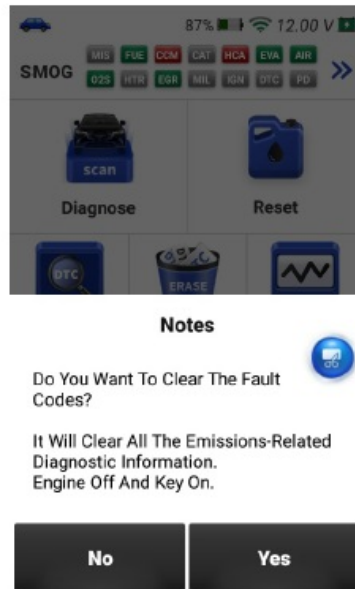 87% 12.00 V
MIS FUE CCM CAT HCA EVA AIR
SMOG
O2S HTR EGR MIL IGN DTC PD
scan
Diagnose Reset
DTC
ERASE
Notes
Do You Want To Clear The Fault
Codes?
It Will Clear All The Emissions-Related
Diagnostic Information.
Engine Off And Key On.
No Yes